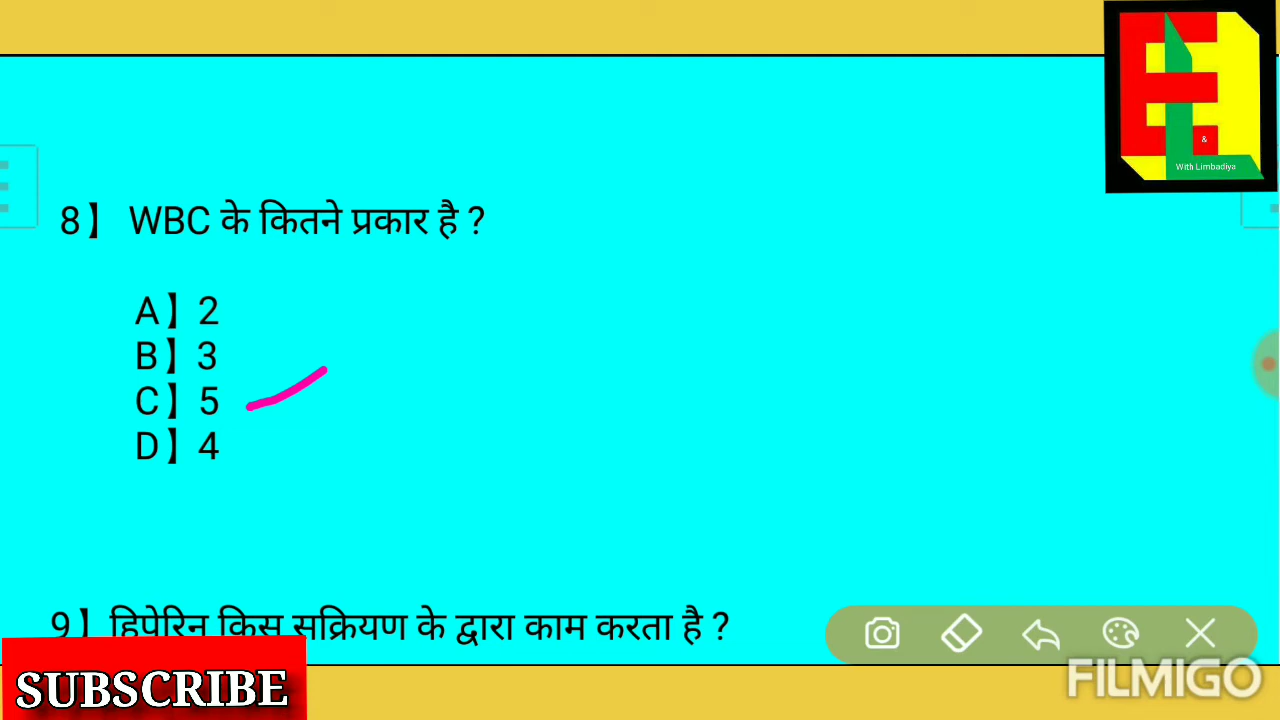 &
With Limbadiya
8】 WBC के कितने प्रकार है ?
A】 2
B】 3
C】 5
D】 4
9】 हिपेरिन किस सक्रियण के द्वारा काम करता है ?
SUBSCRIBE
FILMIGO